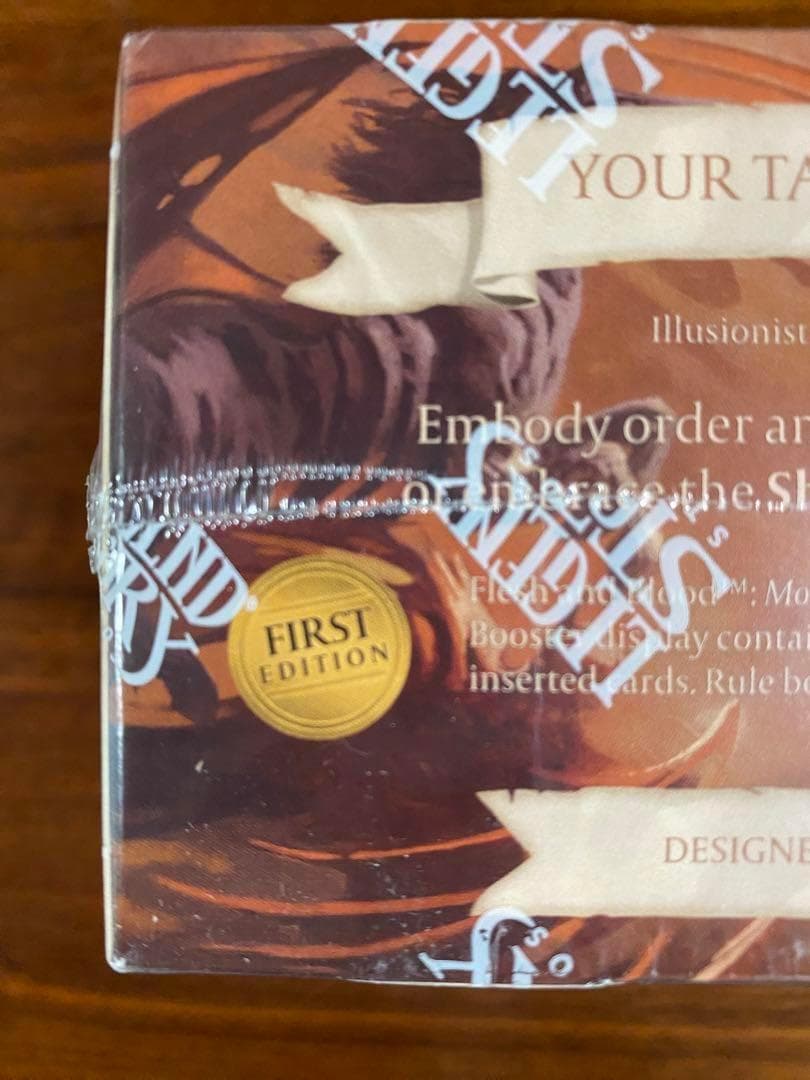 YOUR TA
Illusionist
Embody order ar
or embrace the Sh
FIRST
EDITION
Flesh and Blood™: Mo
Booster display conta
inserted cards. Rule bo
DESIGNE